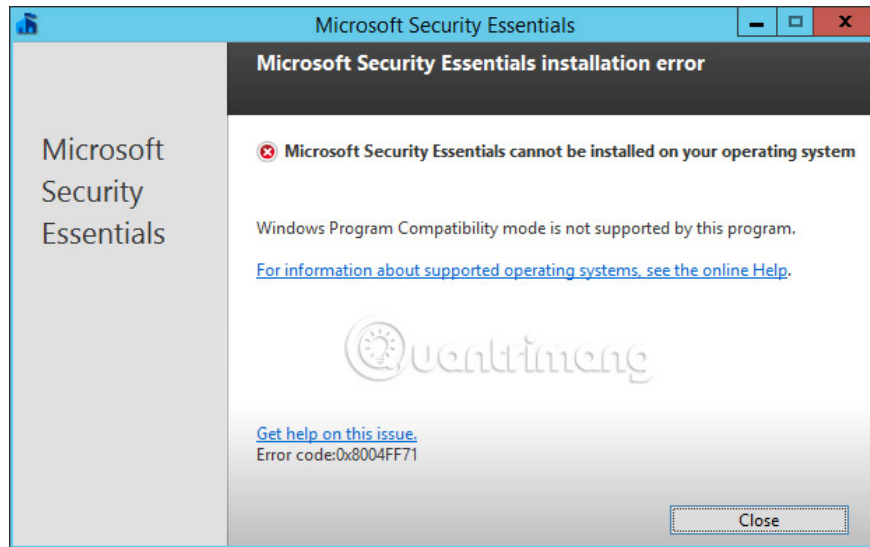 Microsoft Security Essentials
Microsoft Security Essentials installation error
Microsoft
Security
Essentials
Microsoft Security Essentials cannot be installed on your operating system
Windows Program Compatibility mode is not supported by this program.
For information about supported operating systems, see the online Help.
Quantrimang
Get help on this issue.
Error code:0x8004FF71
Close